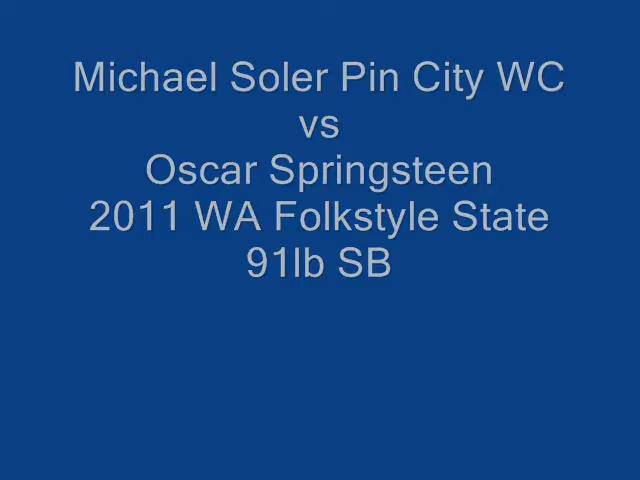 Michael Soler Pin City WC
vs
Oscar Springsteen
2011 WA Folkstyle State
91lb SB